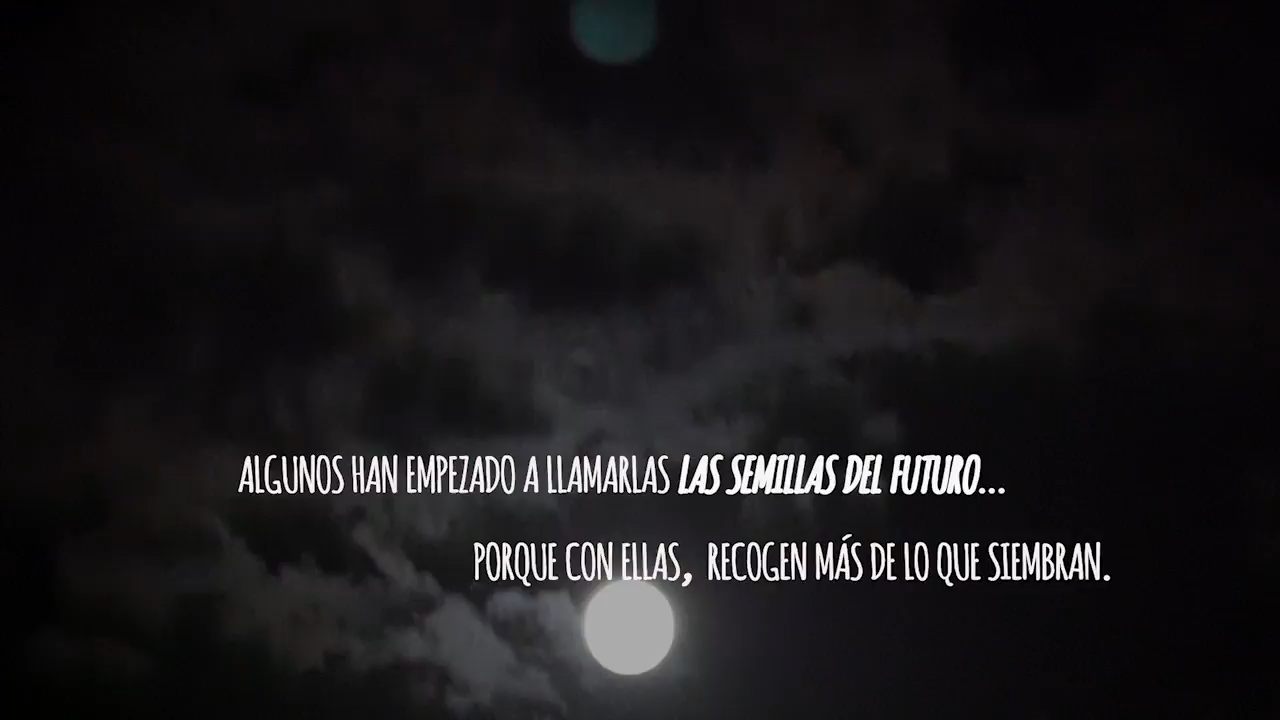 ALGUNOS HAN EMPEZADO A LLAMARLAS LAS SEMILLAS DEL FUTURO...
PORQUE CON ELLAS, RECOGEN MÁS DE LO QUE SIEMBRAN.